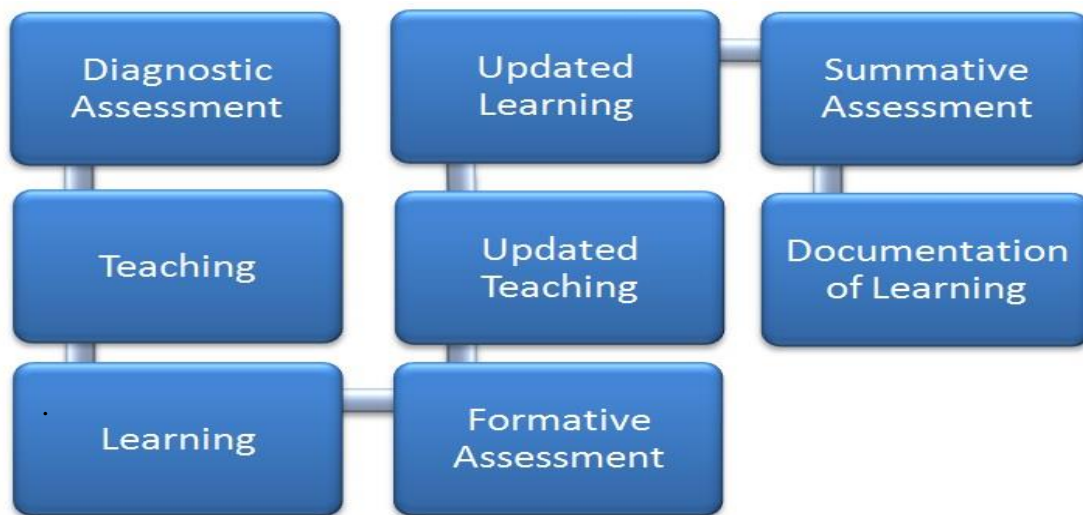 Diagnostic
Assessment
Teaching
Learning
Formative
Assessment
Updated
Teaching
Updated
Learning
Summative
Assessment
Documentation
of Learning